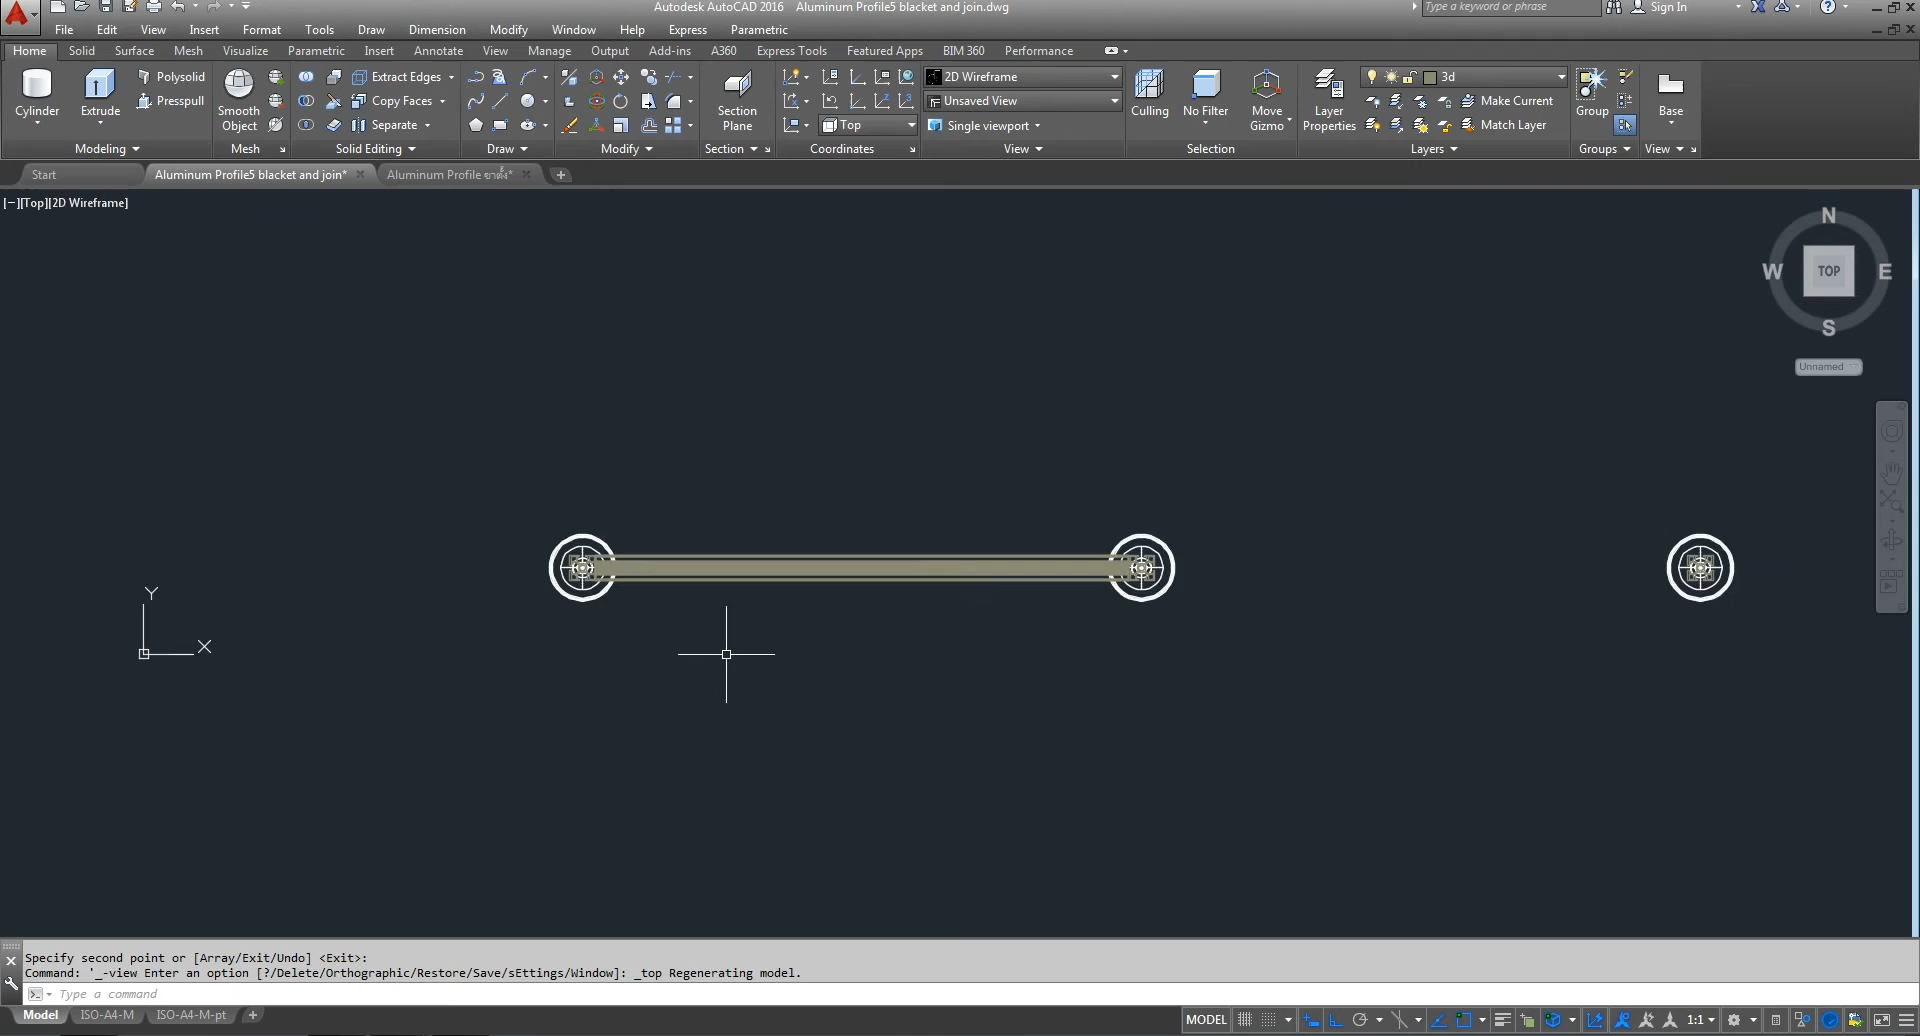 Autodesk AutoCAD 2016 Aluminum Profile5 blacket and join.dwg
Type a keyword or phrase
Sign In
File Edit View Insert Format Tools Draw Dimension Modify Window Help Express Parametric
Home Solid Surface Mesh Visualize Parametric Insert Annotate View Manage Output Add-ins A360 Express Tools Featured Apps BIM 360 Performance
Polysolid Extract Edges 2D Wireframe 3d
Cylinder Extrude Presspull Smooth Object Copy Faces Section Plane Unsaved View Culling No Filter Move Gizmo Layer Properties Make Current Group Base
Separate Top Single viewport Match Layer
Modeling Mesh Solid Editing Draw Modify Section Coordinates View Selection Layers Groups View
Start Aluminum Profile5 blacket and join* Aluminum Profile ขาตั้ง*
[−][Top][2D Wireframe]
N
W TOP E
S
Unnamed
Y
X
Specify second point or [Array/Exit/Undo] <Exit>:
Command: '_-view Enter an option [?/Delete/Orthographic/Restore/Save/sEttings/Window]: _top Regenerating model.
Type a command
Model ISO-A4-M ISO-A4-M-pt
MODEL 1:1